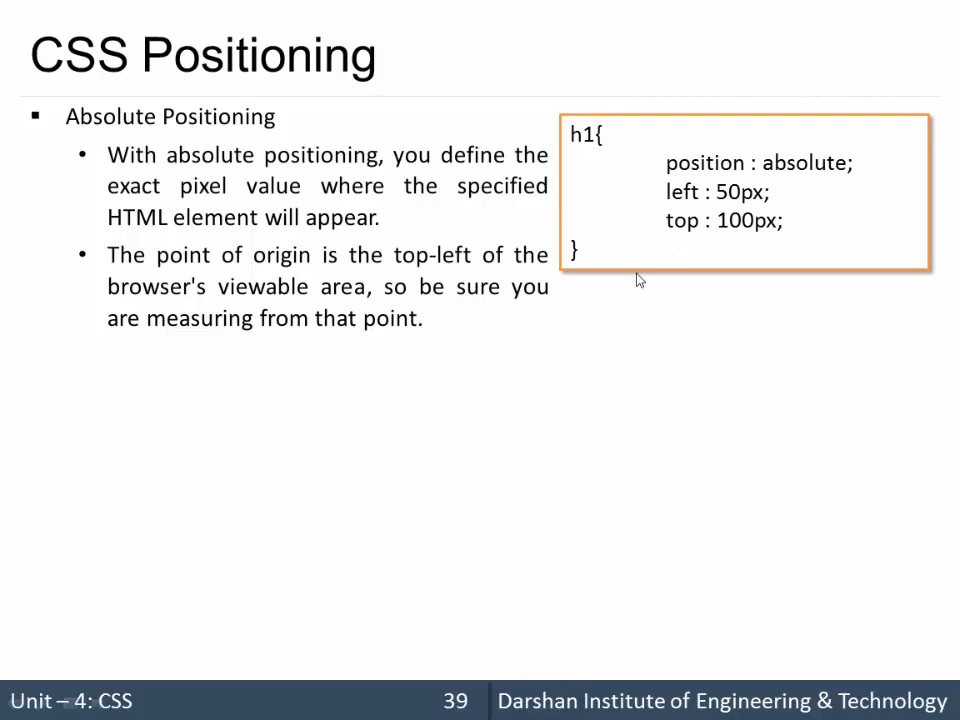 CSS Positioning
▪ Absolute Positioning
• With absolute positioning, you define the
exact pixel value where the specified
HTML element will appear.
• The point of origin is the top-left of the
browser's viewable area, so be sure you
are measuring from that point.
h1{
position : absolute;
left : 50px;
top : 100px;
}
Unit – 4: CSS
39
Darshan Institute of Engineering & Technology